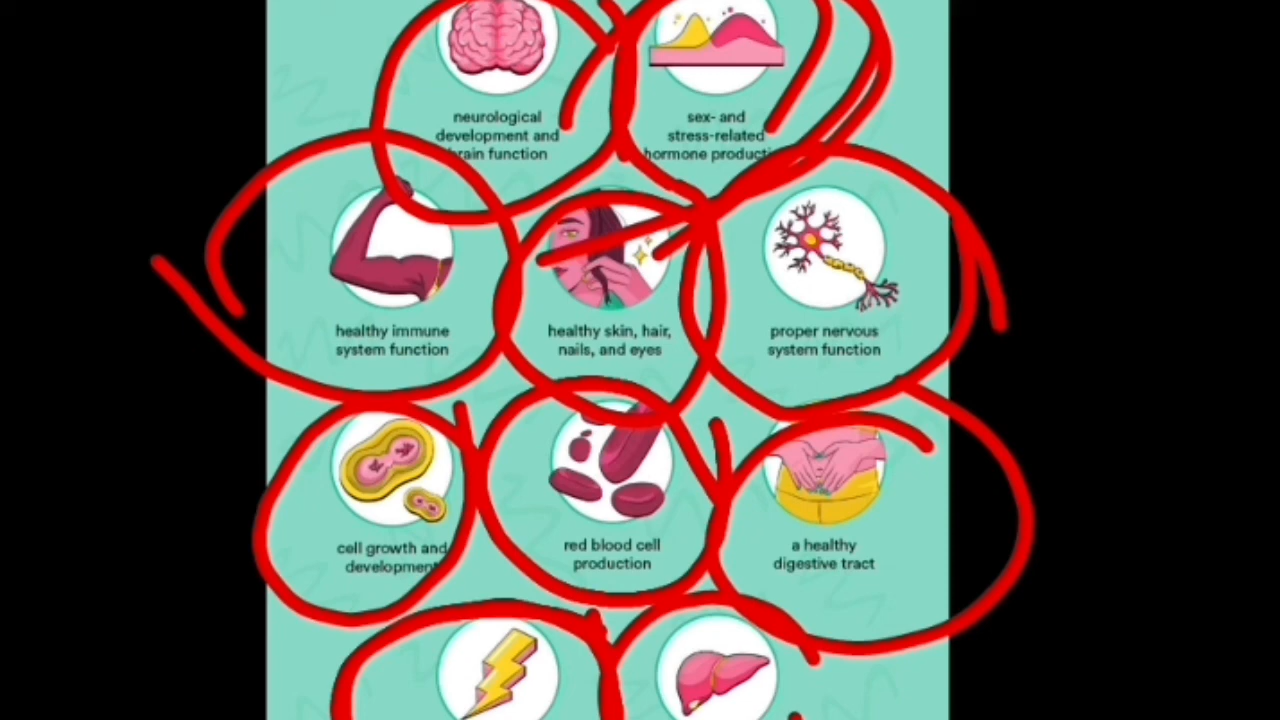 neurological
sex- and
development and
stress-related
brain function
hormone production
healthy immune
system function
healthy skin, hair,
nails, and eyes
proper nervous
system function
cell growth and
development
red blood cell
production
a healthy
digestive tract